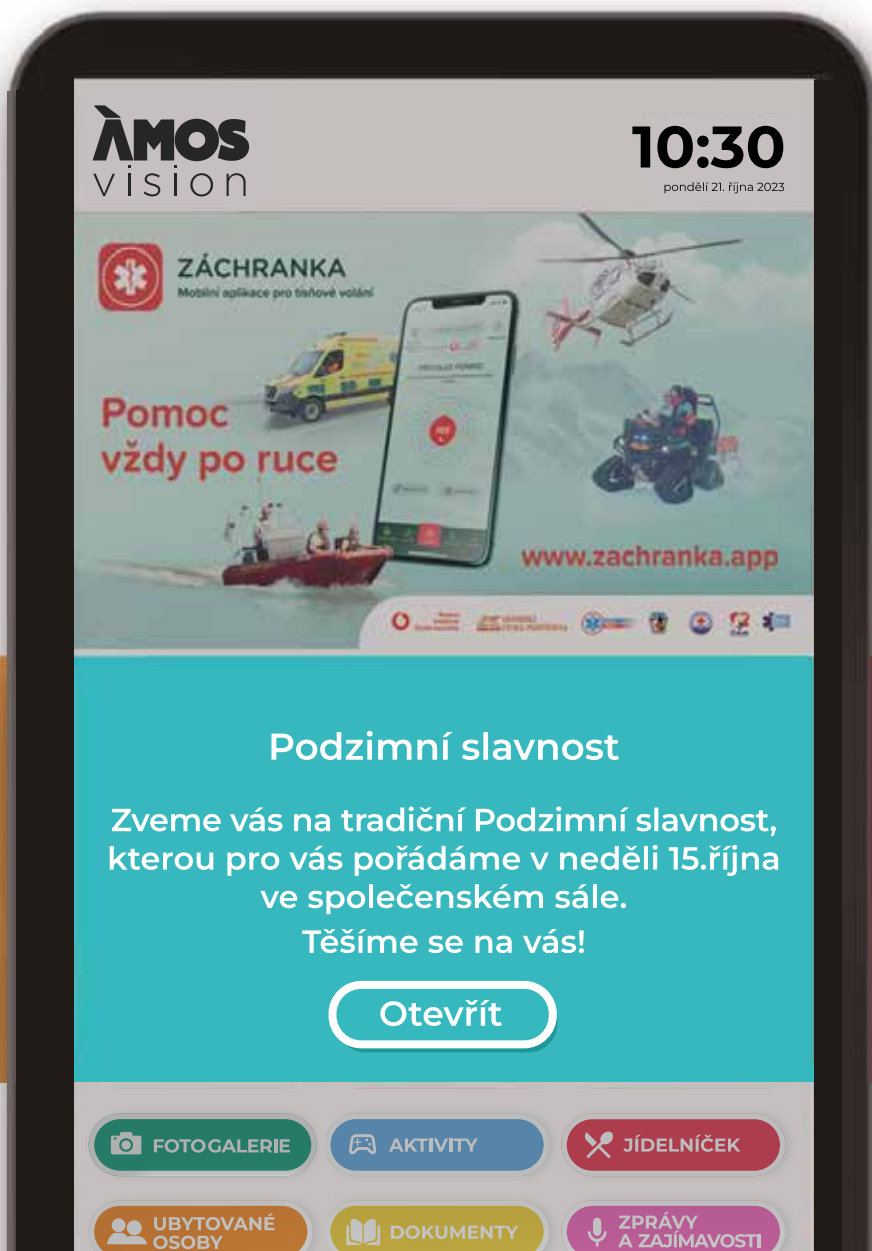 ÀMOS
vision
10:30
pondělí 21. října 2023
ZÁCHRANKA
Mobilní aplikace pro tísňové volání
Pomoc
vždy po ruce
www.zachranka.app
Podzimní slavnost
Zveme vás na tradiční Podzimní slavnost,
kterou pro vás pořádáme v neděli 15.října
ve společenském sále.
Těšíme se na vás!
Otevřít
FOTOGALERIE
AKTIVITY
JÍDELNÍČEK
UBYTOVANÉ
OSOBY
DOKUMENTY
ZPRÁVY
A ZAJÍMAVOSTI